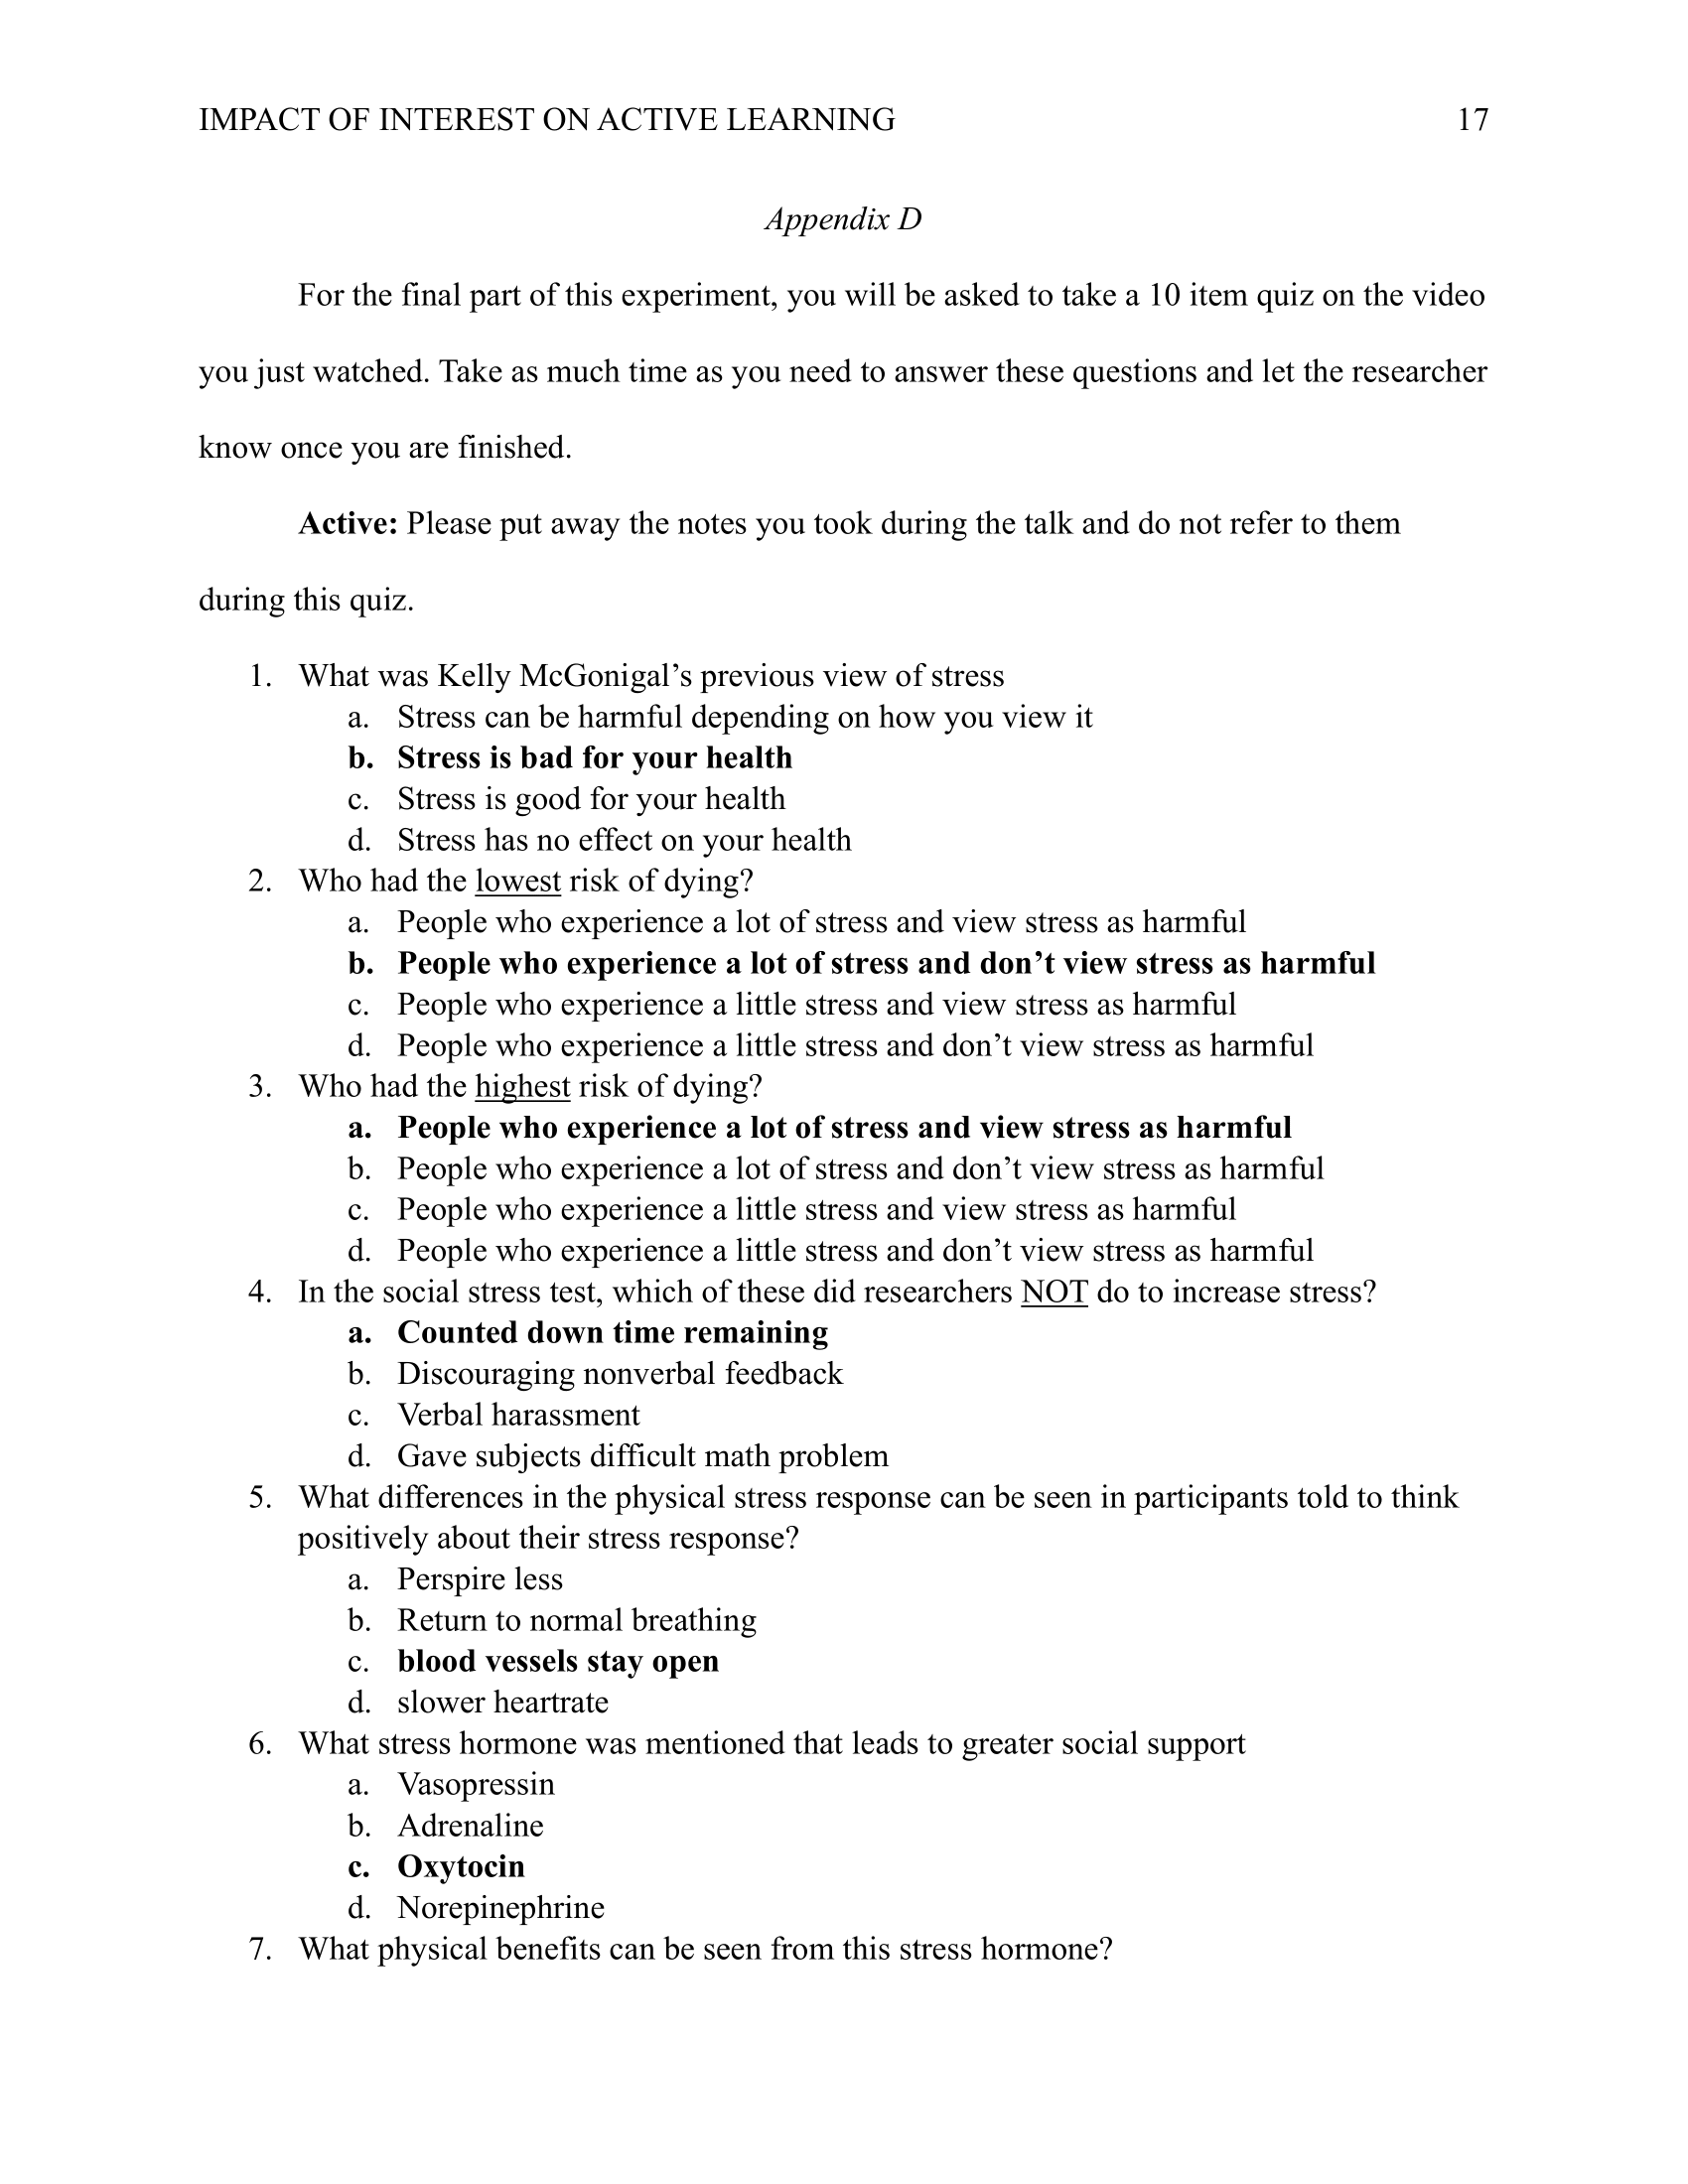 IMPACT OF INTEREST ON ACTIVE LEARNING 17
Appendix D
For the final part of this experiment, you will be asked to take a 10 item quiz on the video
you just watched. Take as much time as you need to answer these questions and let the researcher
know once you are finished.
Active: Please put away the notes you took during the talk and do not refer to them
during this quiz.
1. What was Kelly McGonigal’s previous view of stress
a. Stress can be harmful depending on how you view it
b. Stress is bad for your health
c. Stress is good for your health
d. Stress has no effect on your health
2. Who had the lowest risk of dying?
a. People who experience a lot of stress and view stress as harmful
b. People who experience a lot of stress and don’t view stress as harmful
c. People who experience a little stress and view stress as harmful
d. People who experience a little stress and don’t view stress as harmful
3. Who had the highest risk of dying?
a. People who experience a lot of stress and view stress as harmful
b. People who experience a lot of stress and don’t view stress as harmful
c. People who experience a little stress and view stress as harmful
d. People who experience a little stress and don’t view stress as harmful
4. In the social stress test, which of these did researchers NOT do to increase stress?
a. Counted down time remaining
b. Discouraging nonverbal feedback
c. Verbal harassment
d. Gave subjects difficult math problem
5. What differences in the physical stress response can be seen in participants told to think
positively about their stress response?
a. Perspire less
b. Return to normal breathing
c. blood vessels stay open
d. slower heartrate
6. What stress hormone was mentioned that leads to greater social support
a. Vasopressin
b. Adrenaline
c. Oxytocin
d. Norepinephrine
7. What physical benefits can be seen from this stress hormone?